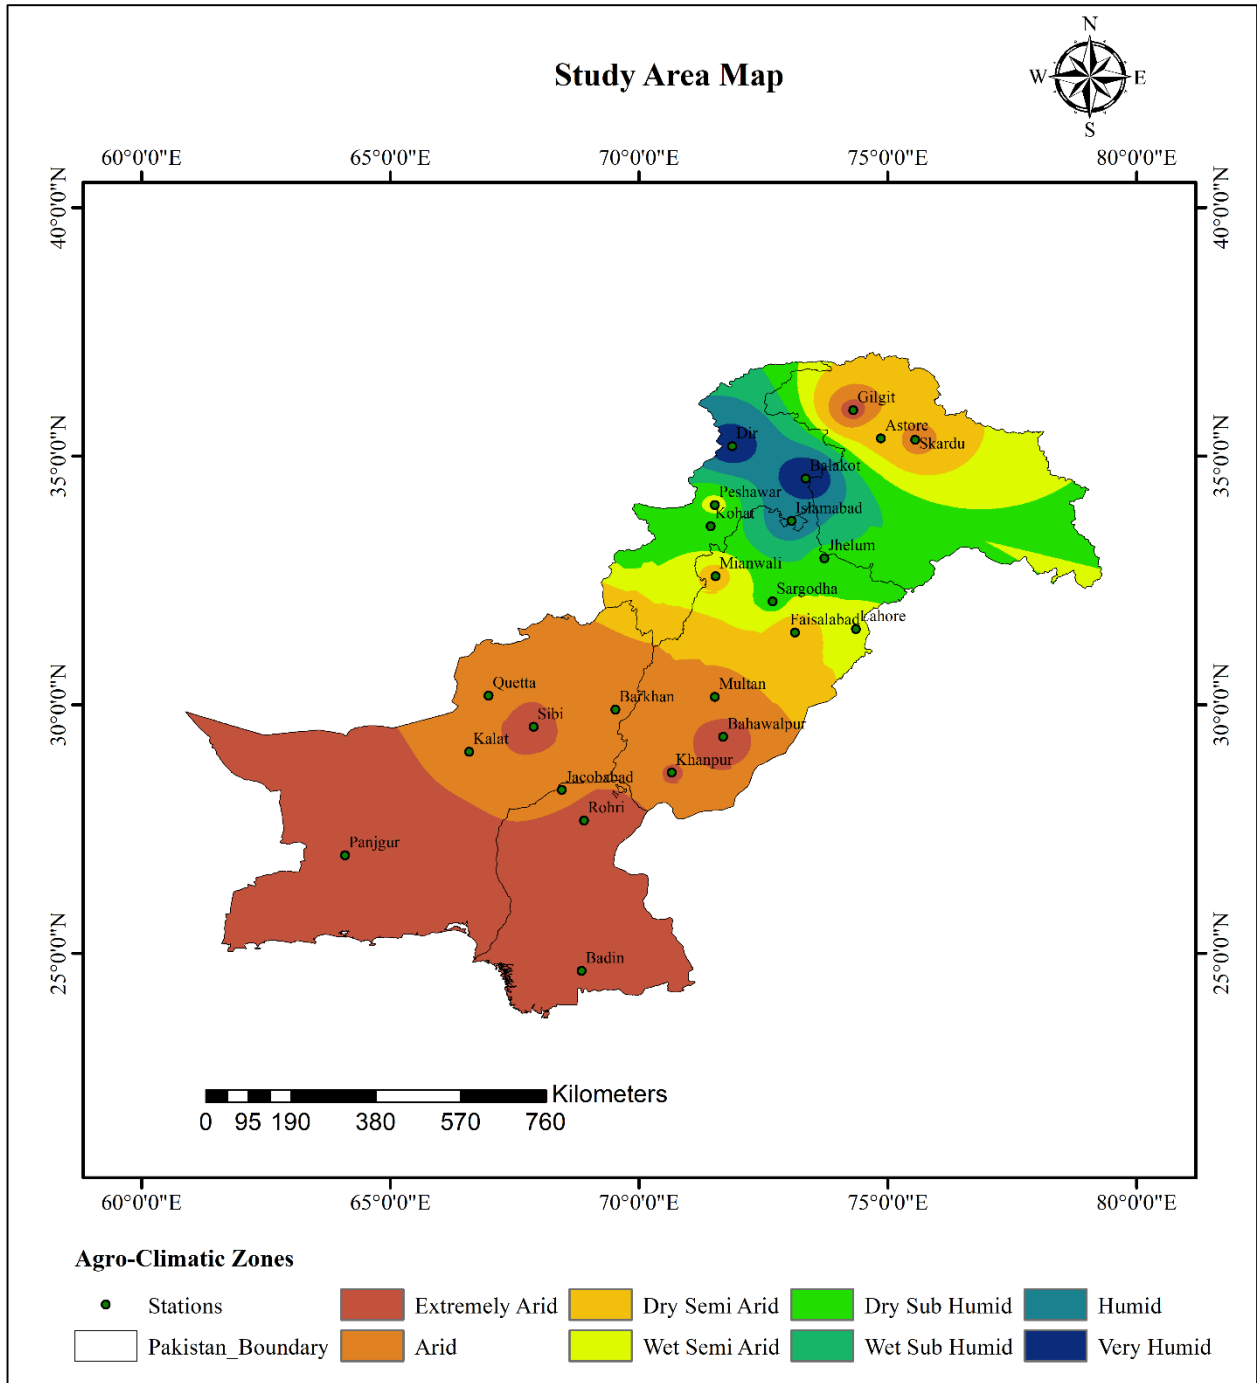 Study Area Map
N
W E
S
60°0'0"E 65°0'0"E 70°0'0"E 75°0'0"E 80°0'0"E
40°0'0"N 40°0'0"N
35°0'0"N 35°0'0"N
30°0'0"N 30°0'0"N
25°0'0"N 25°0'0"N
Gilgit
Astore
Skardu
Dir
Balakot
Peshawar
Islamabad
Kohat
Jhelum
Mianwali
Sargodha
Faisalabad
Lahore
Quetta
Barkhan
Multan
Sibi
Bahawalpur
Kalat
Khanpur
Jacobabad
Rohri
Panjgur
Badin
Kilometers
0 95 190 380 570 760
60°0'0"E 65°0'0"E 70°0'0"E 75°0'0"E 80°0'0"E
Agro-Climatic Zones
Stations Extremely Arid Dry Semi Arid Dry Sub Humid Humid
Pakistan_Boundary Arid Wet Semi Arid Wet Sub Humid Very Humid